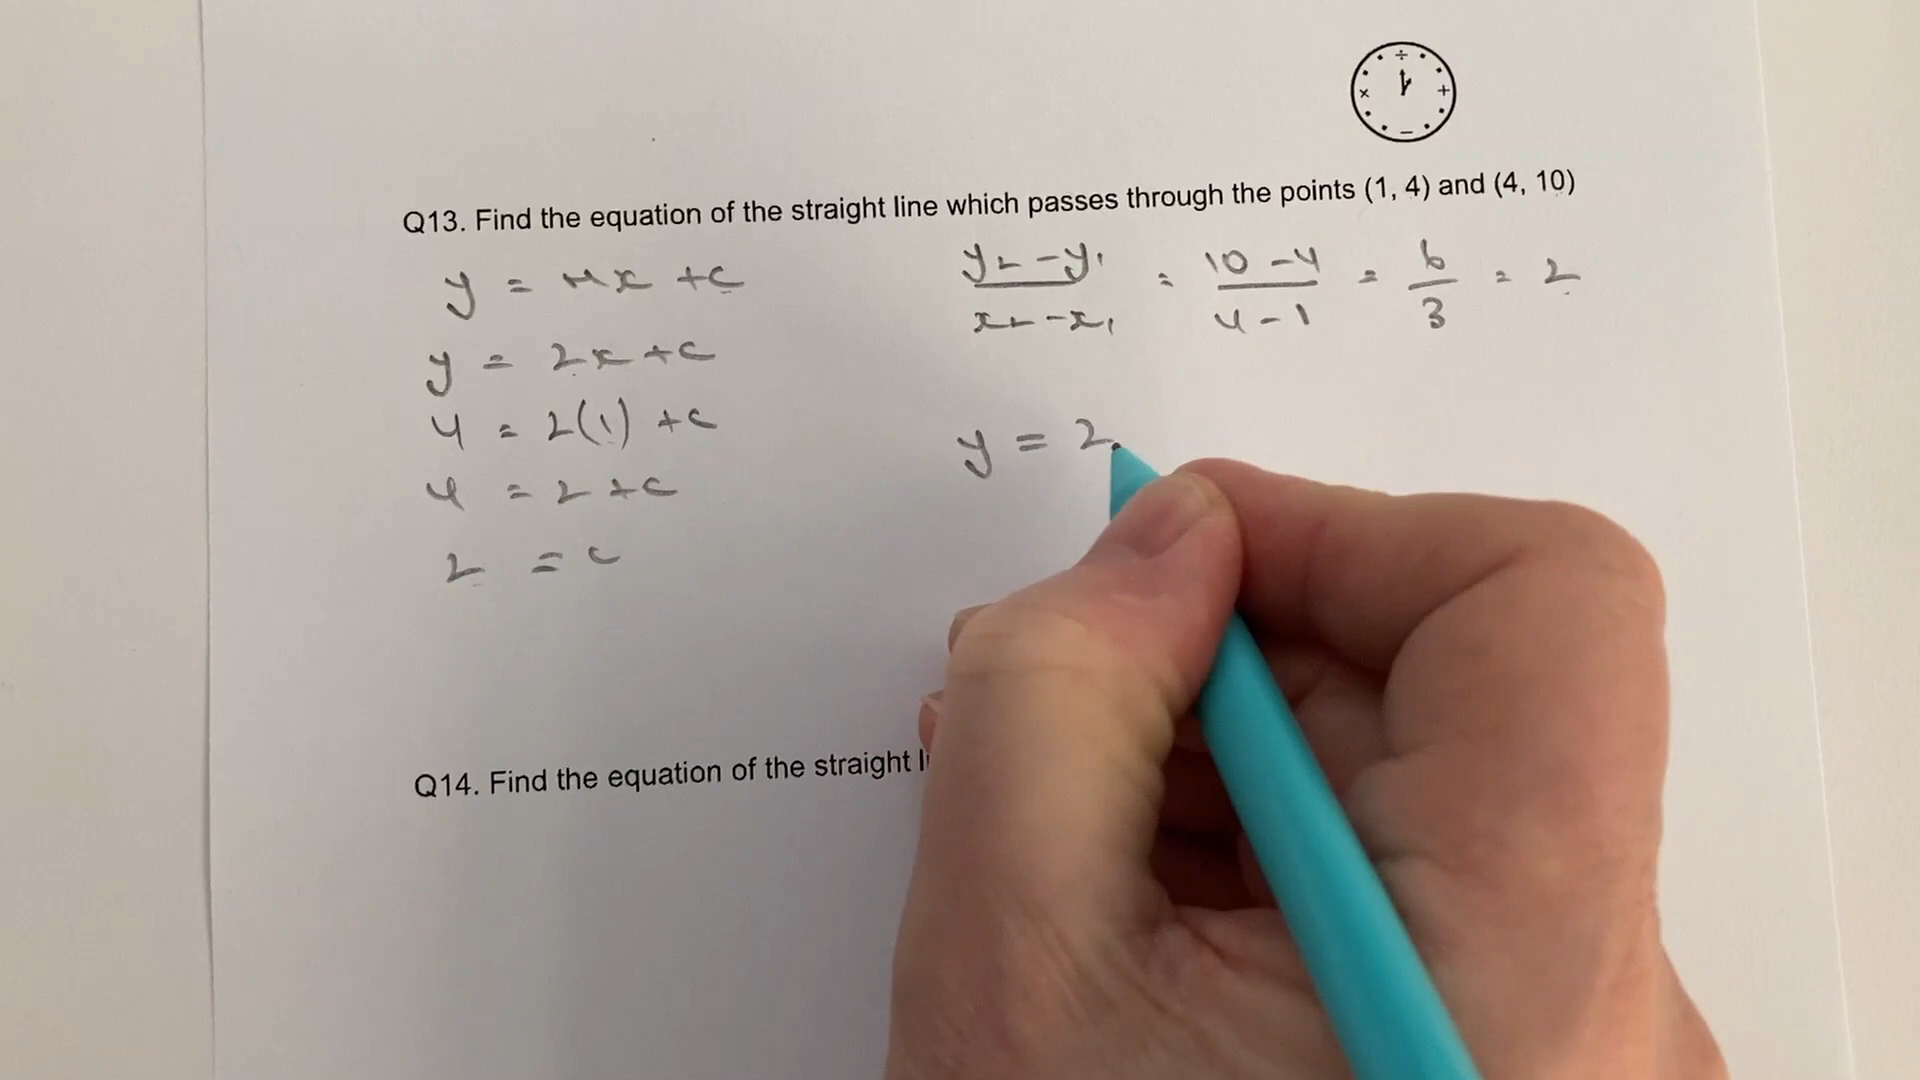 Q13. Find the equation of the straight line which passes through the points (1, 4) and (4, 10)
y = mx + c
y = 2x + c
4 = 2(1) + c
4 = 2 + c
2 = c
y₂ - y₁ / x₂ - x₁ = 10 - 4 / 4 - 1 = 6 / 3 = 2
y = 2
Q14. Find the equation of the straight